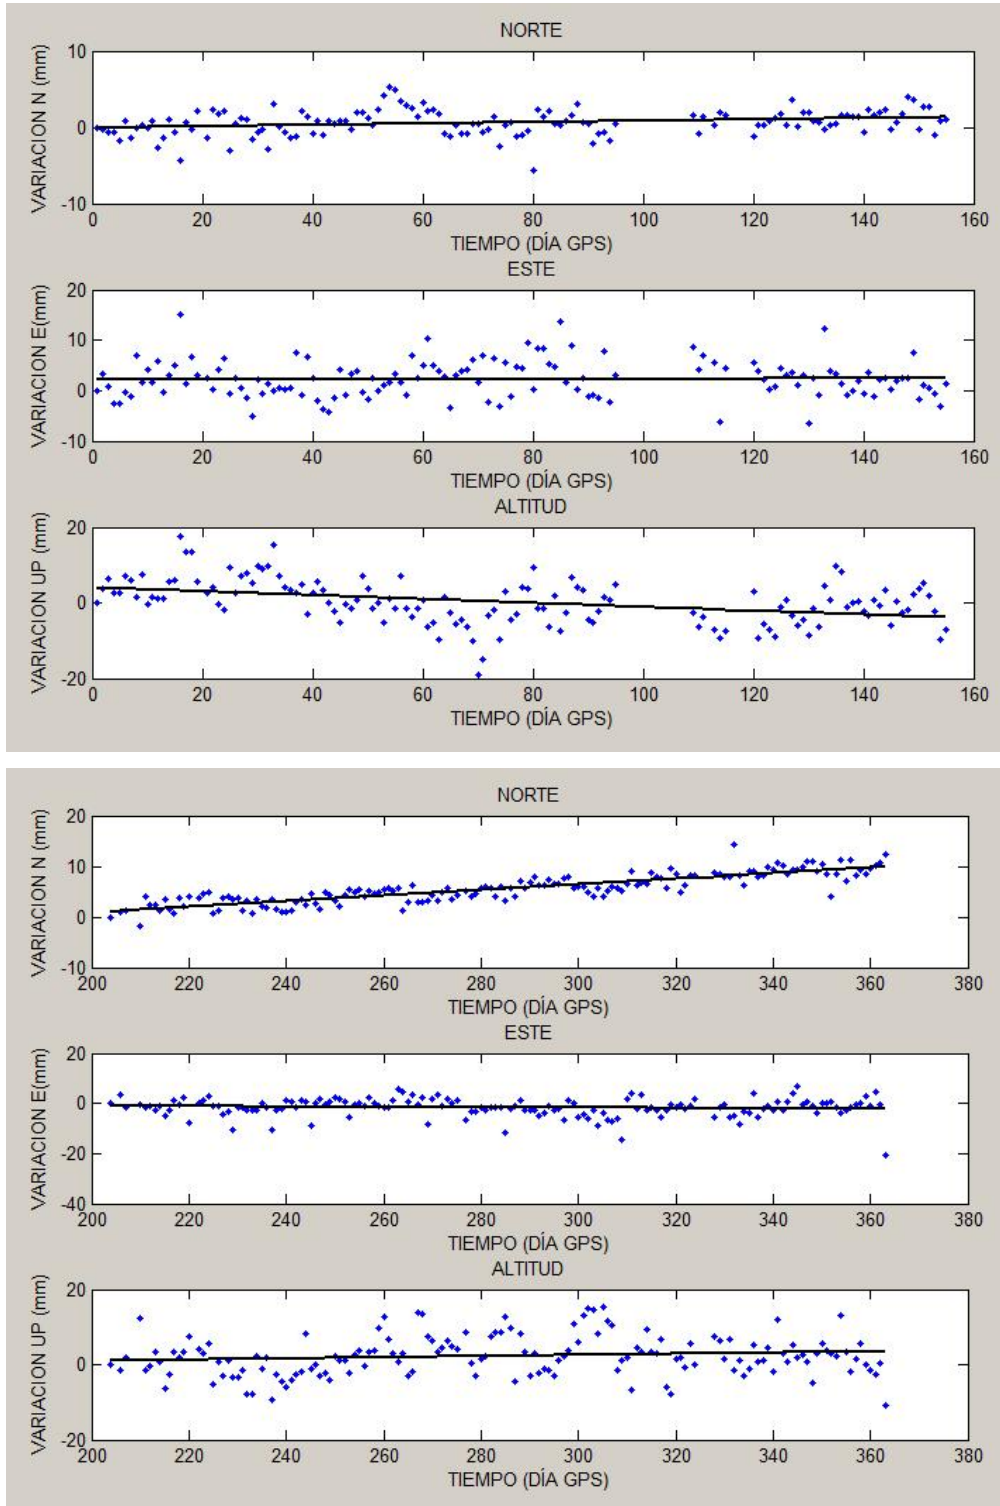 NORTE
VARIACION N (mm)
10
0
-10
0 20 40 60 80 100 120 140 160
TIEMPO (DÍA GPS)
ESTE
VARIACION E(mm)
20
10
0
-10
0 20 40 60 80 100 120 140 160
TIEMPO (DÍA GPS)
ALTITUD
VARIACION UP (mm)
20
0
-20
0 20 40 60 80 100 120 140 160
TIEMPO (DÍA GPS)
NORTE
VARIACION N (mm)
20
10
0
-10
200 220 240 260 280 300 320 340 360 380
TIEMPO (DÍA GPS)
ESTE
VARIACION E(mm)
20
0
-20
-40
200 220 240 260 280 300 320 340 360 380
TIEMPO (DÍA GPS)
ALTITUD
VARIACION UP (mm)
20
0
-20
200 220 240 260 280 300 320 340 360 380
TIEMPO (DÍA GPS)